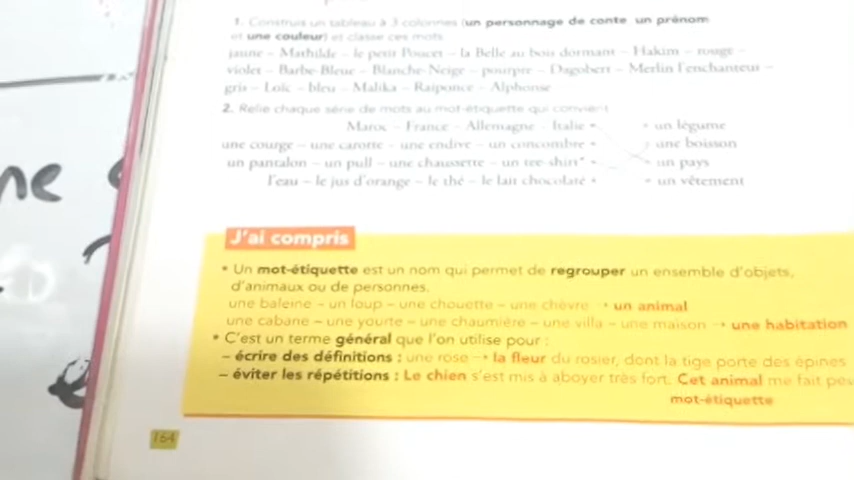 1. Construis un tableau à 3 colonnes (un personnage de conte un prénom
et une couleur) et classe ces mots.
jaune – Mathilde – le petit Poucet – la Belle au bois dormant – Hakim – rouge –
violet – Barbe-Bleue – Blanche-Neige – pourpre – Dagobert – Merlin l'enchanteur –
gris – Loïc – bleu – Malika – Raiponce – Alphonse
2. Relie chaque série de mots au mot-étiquette qui convient
Maroc – France – Allemagne – Italie • • un légume
une courge – une carotte – une endive – un concombre • • une boisson
un pantalon – un pull – une chaussette – un tee-shirt* • • un pays
l'eau – le jus d'orange – le thé – le lait chocolaté • • un vêtement
J'ai compris
• Un mot-étiquette est un nom qui permet de regrouper un ensemble d'objets,
d'animaux ou de personnes.
une baleine – un loup – une chouette – une chèvre → un animal
une cabane – une yourte – une chaumière – une villa – une maison → une habitation
• C'est un terme général que l'on utilise pour :
– écrire des définitions : une rose → la fleur du rosier, dont la tige porte des épines
– éviter les répétitions : Le chien s'est mis à aboyer très fort. Cet animal me fait peu
mot-étiquette
164
ne